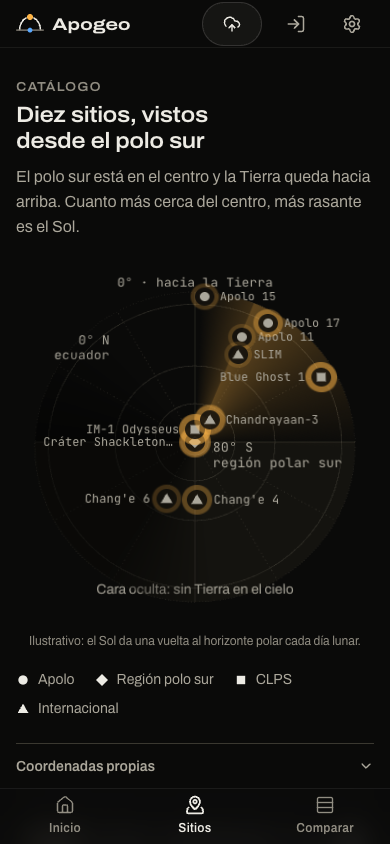 Apogeo
CATÁLOGO
Diez sitios, vistos
desde el polo sur
El polo sur está en el centro y la Tierra queda hacia
arriba. Cuanto más cerca del centro, más rasante
es el Sol.
0° · hacia la Tierra
Apolo 15
Apolo 17
Apolo 11
0° N
ecuador
SLIM
Blue Ghost 1
Chandrayaan-3
IM-1 Odysseus
Cráter Shackleton…
80° S
región polar sur
Chang'e 6
Chang'e 4
Cara oculta: sin Tierra en el cielo
Ilustrativo: el Sol da una vuelta al horizonte polar cada día lunar.
Apolo
Región polo sur
CLPS
Internacional
Coordenadas propias
Inicio
Sitios
Comparar